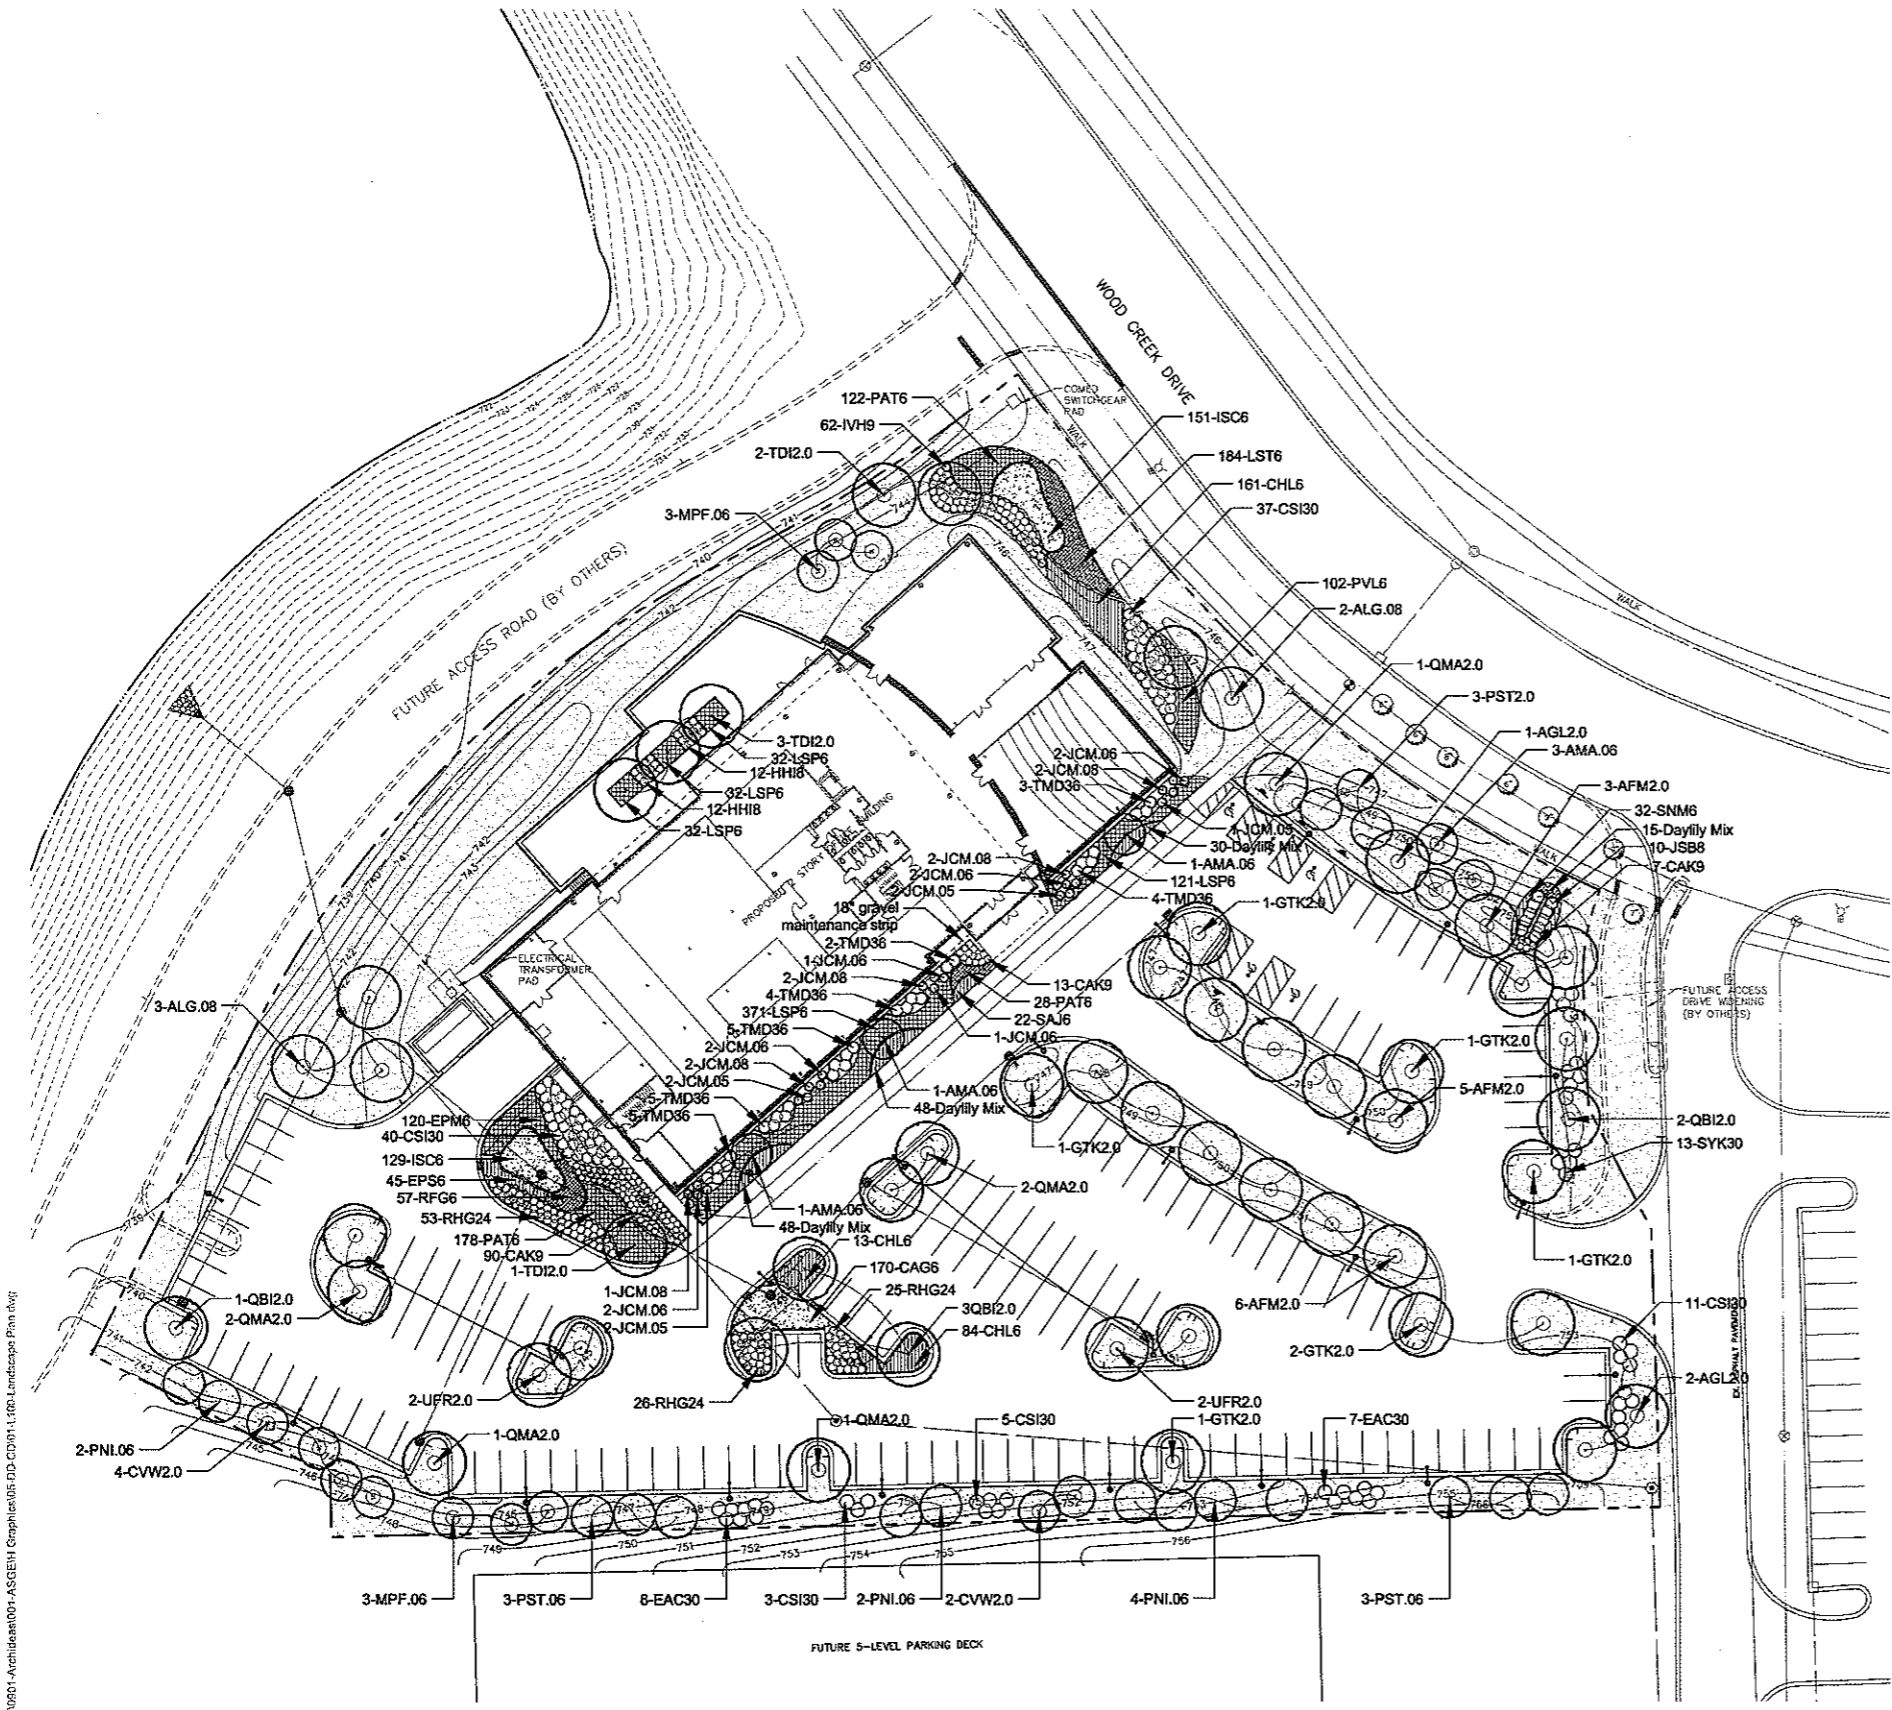 WOOD CREEK DRIVE
COMED
SWITCHGEAR
PAD
WALK
122-PAT6
151-ISC6
62-IVH9
184-LST6
2-TDI2.0
161-CHL6
37-CSI30
3-MPF.06
FUTURE ACCESS ROAD (BY OTHERS)
102-PVL6
2-ALG.08
WALK
1-QMA2.0
3-PST2.0
1-AGL2.0
3-AMA.06
3-AFM2.0
32-SNM6
15-Daylily Mix
10-JSB8
7-CAK9
WALK
3-TDI2.0
32-LSP6
12-HHI8
32-LSP6
12-HHI8
32-LSP6
2-JCM.06
2-JCM.08
3-TMD36
1-JCM.05
30-Daylily Mix
1-AMA.06
121-LSP6
4-TMD36
2-JCM.08
2-JCM.06
2-JCM.05
18" gravel
maintenance strip
2-TMD36
1-JCM.06
2-JCM.08
4-TMD36
371-LSP6
5-TMD36
2-JCM.06
2-JCM.08
2-JCM.05
5-TMD36
5-TMD36
13-CAK9
28-PAT6
22-SAJ6
1-JCM.06
1-AMA.06
48-Daylily Mix
1-GTK2.0
ELECTRICAL
TRANSFORMER
PAD
3-ALG.08
FUTURE ACCESS
DRIVE WIDENING
(BY OTHERS)
1-GTK2.0
5-AFM2.0
1-GTK2.0
2-QBI2.0
13-SYK30
120-EPM6
40-CSI30
129-ISC6
45-EPS6
57-RFG6
53-RHG24
178-PAT6
90-CAK9
1-TDI2.0
1-JCM.08
2-JCM.06
2-JCM.05
2-QMA2.0
1-AMA.06
48-Daylily Mix
13-CHL6
170-CAG6
25-RHG24
3QBI2.0
84-CHL6
1-GTK2.0
6-AFM2.0
11-CSI30
1-QBI2.0
2-QMA2.0
2-GTK2.0
2-AGL2.0
2-UFR2.0
26-RHG24
2-UFR2.0
1-QMA2.0
1-QMA2.0
5-CSI30
1-GTK2.0
7-EAC30
2-PNI.06
4-CVW2.0
3-MPF.06
3-PST.06
8-EAC30
3-CSI30
2-PNI.06
2-CVW2.0
4-PNI.06
3-PST.06
FUTURE 5-LEVEL PARKING DECK